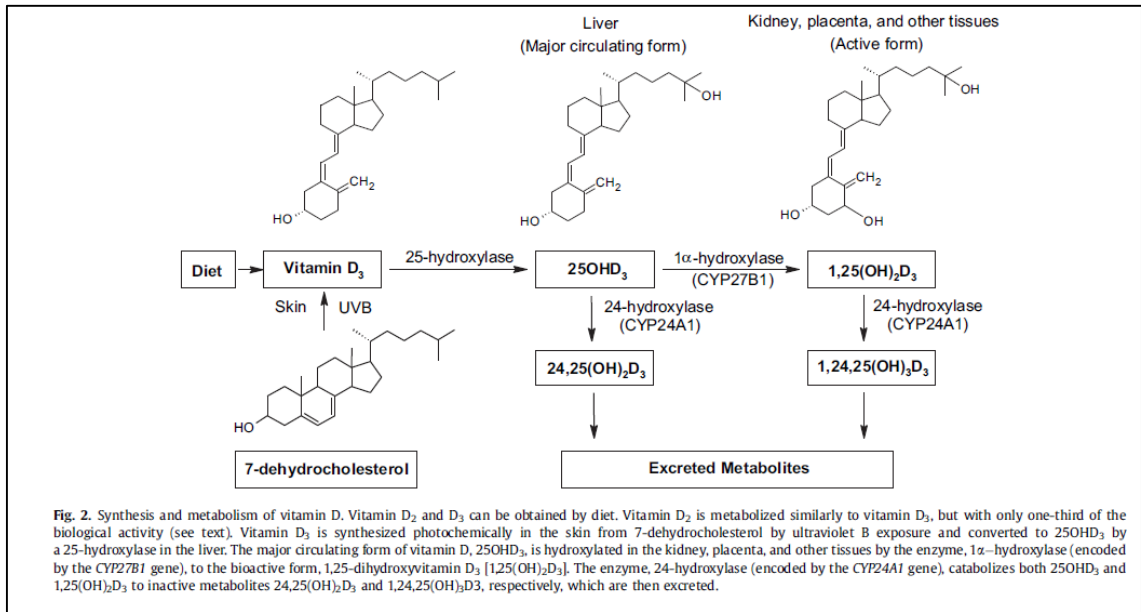 Liver
(Major circulating form)
Kidney, placenta, and other tissues
(Active form)
OH
OH
CH2
CH2
CH2
HO
HO
HO
OH
Diet
Vitamin D3
25-hydroxylase
25OHD3
1α-hydroxylase
(CYP27B1)
1,25(OH)2D3
Skin
UVB
24-hydroxylase
(CYP24A1)
24-hydroxylase
(CYP24A1)
24,25(OH)2D3
1,24,25(OH)3D3
HO
7-dehydrocholesterol
Excreted Metabolites
Fig. 2. Synthesis and metabolism of vitamin D. Vitamin D2 and D3 can be obtained by diet. Vitamin D2 is metabolized similarly to vitamin D3, but with only one-third of the
biological activity (see text). Vitamin D3 is synthesized photochemically in the skin from 7-dehydrocholesterol by ultraviolet B exposure and converted to 25OHD3 by
a 25-hydroxylase in the liver. The major circulating form of vitamin D, 25OHD3, is hydroxylated in the kidney, placenta, and other tissues by the enzyme, 1α–hydroxylase (encoded
by the CYP27B1 gene), to the bioactive form, 1,25-dihydroxyvitamin D3 [1,25(OH)2D3]. The enzyme, 24-hydroxylase (encoded by the CYP24A1 gene), catabolizes both 25OHD3 and
1,25(OH)2D3 to inactive metabolites 24,25(OH)2D3 and 1,24,25(OH)3D3, respectively, which are then excreted.